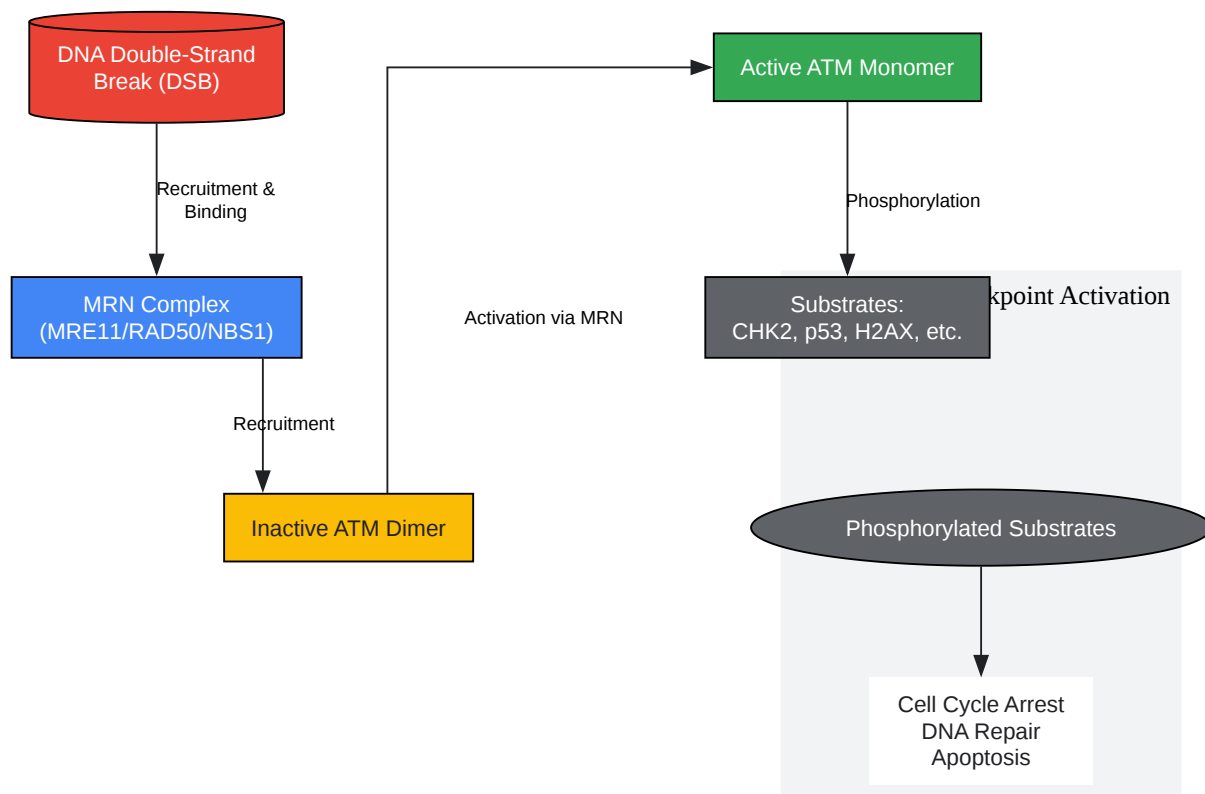 DNA Double-Strand
Break (DSB)
Active ATM Monomer
Recruitment &
Binding
Phosphorylation
MRN Complex
(MRE11/RAD50/NBS1)
Activation via MRN
Substrates:
CHK2, p53, H2AX, etc.
kpoint Activation
Recruitment
Inactive ATM Dimer
Phosphorylated Substrates
Cell Cycle Arrest
DNA Repair
Apoptosis